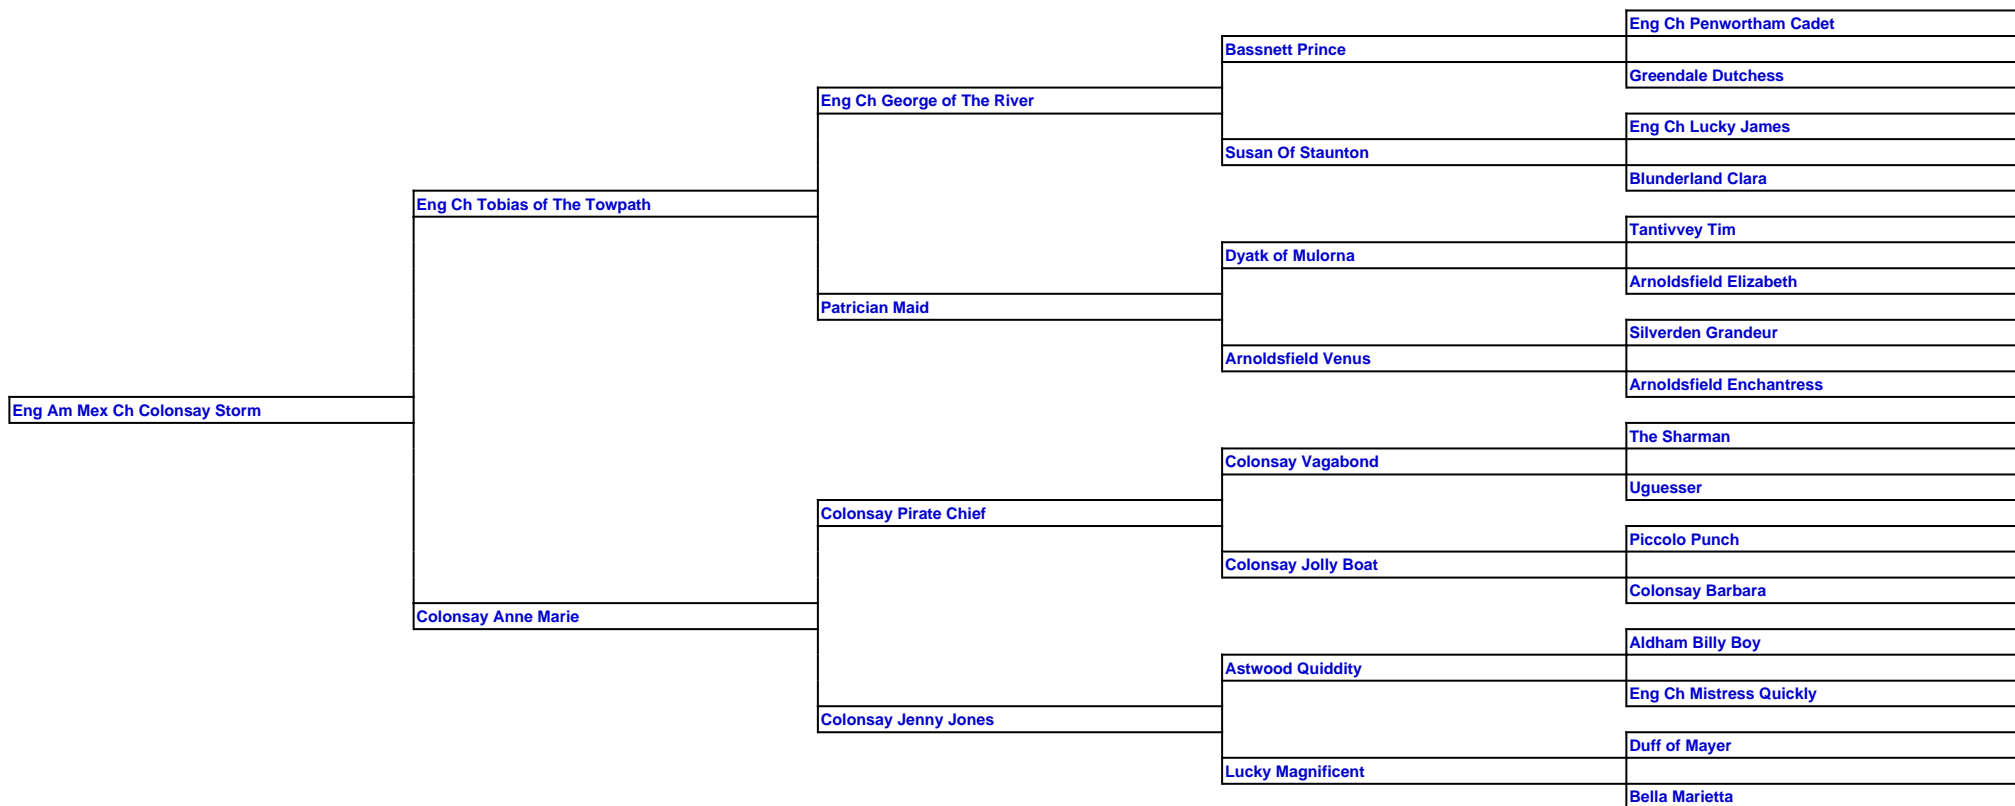 Eng Ch Penwortham Cadet
Bassnett Prince
Greendale Dutchess
Eng Ch George of The River
Eng Ch Lucky James
Susan Of Staunton
Blunderland Clara
Eng Ch Tobias of The Towpath
Tantivvey Tim
Dyatk of Mulorna
Arnoldsfield Elizabeth
Patrician Maid
Silverden Grandeur
Arnoldsfield Venus
Arnoldsfield Enchantress
Eng Am Mex Ch Colonsay Storm
The Sharman
Colonsay Vagabond
Uguesser
Colonsay Pirate Chief
Piccolo Punch
Colonsay Jolly Boat
Colonsay Barbara
Colonsay Anne Marie
Aldham Billy Boy
Astwood Quiddity
Eng Ch Mistress Quickly
Colonsay Jenny Jones
Duff of Mayer
Lucky Magnificent
Bella Marietta